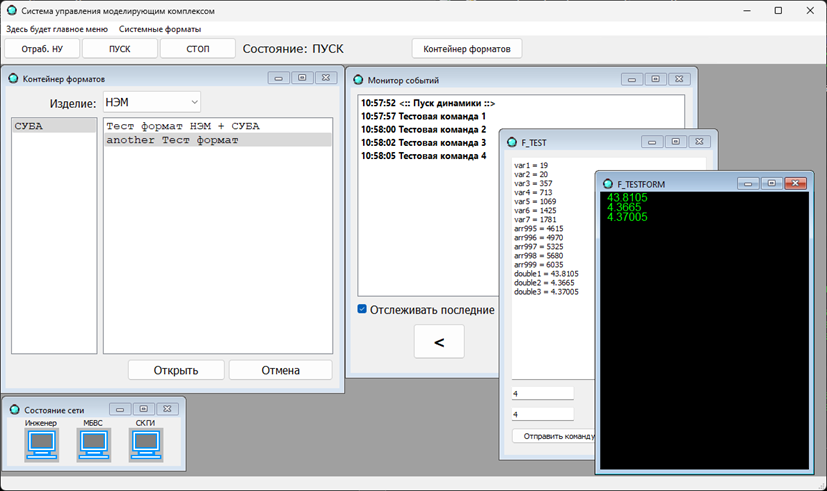 Система управления моделирующим комплексом
Здесь будет главное меню Системные форматы
Отраб. НУ ПУСК СТОП Состояние: ПУСК Контейнер форматов
Контейнер форматов
Изделие: НЭМ
СУБА
Тест формат НЭМ + СУБА
another Тест формат
Открыть Отмена
Монитор событий
10:57:52 <:: Пуск динамики ::>
10:57:57 Тестовая команда 1
10:58:00 Тестовая команда 2
10:58:02 Тестовая команда 3
10:58:05 Тестовая команда 4
Отслеживать последние
<
F_TEST
var1 = 19
var2 = 20
var3 = 357
var4 = 713
var5 = 1069
var6 = 1425
var7 = 1781
arr995 = 4615
arr996 = 4970
arr997 = 5325
arr998 = 5680
arr999 = 6035
double1 = 43.8105
double2 = 4.3665
double3 = 4.37005
4
4
Отправить команду
F_TESTFORM
43.8105
4.3665
4.37005
Состояние сети
Инженер МБВС СКГИ